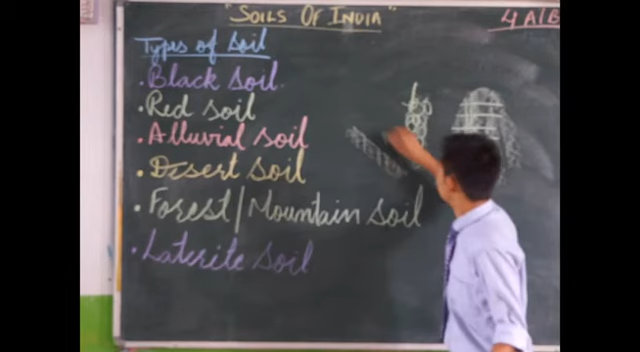 "SOILS OF INDIA"
4 A/B
Types of Soil
• Black Soil
• Red Soil
• Alluvial Soil
• Desert Soil
• Forest/Mountain Soil
• Laterite Soil